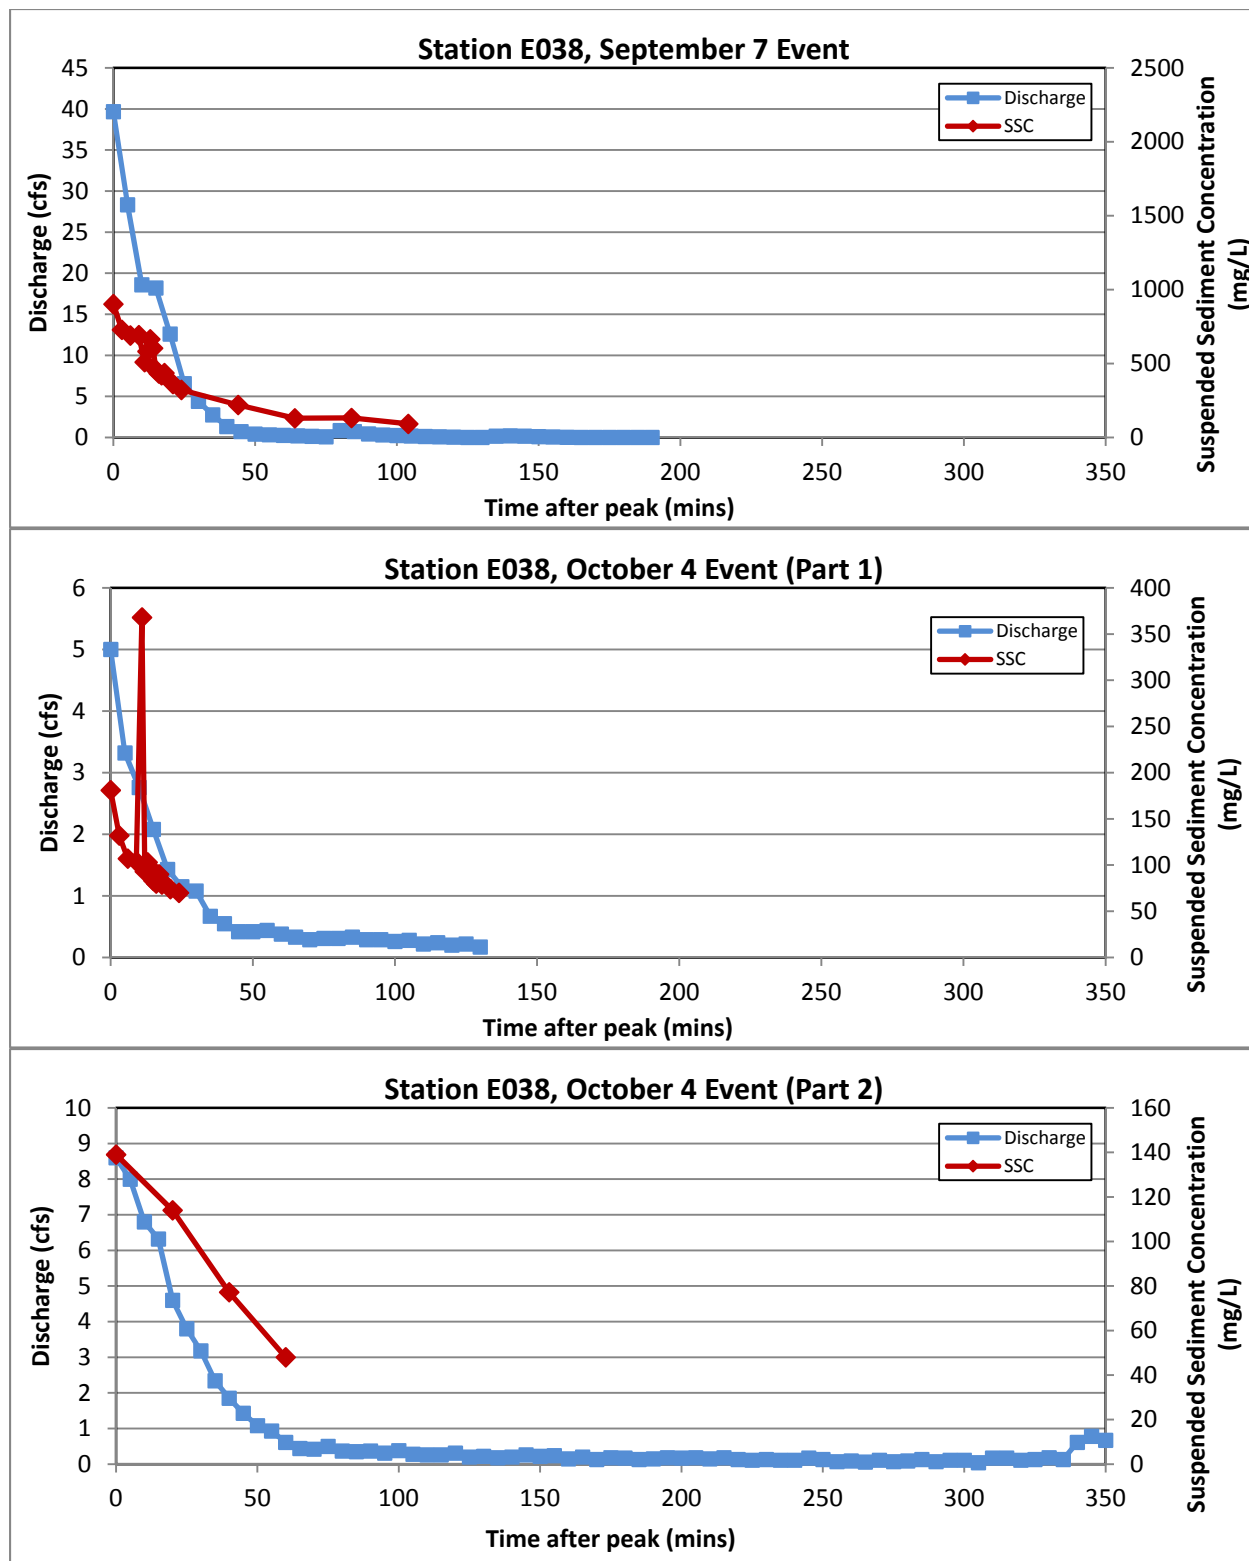 Station E038, September 7 Event
45
40
35
30
25
20
15
10
5
0
Discharge (cfs)
2500
2000
1500
1000
500
0
Suspended Sediment Concentration
(mg/L)
Discharge
SSC
0 50 100 150 200 250 300 350
Time after peak (mins)
Station E038, October 4 Event (Part 1)
6
5
4
3
2
1
0
Discharge (cfs)
400
350
300
250
200
150
100
50
0
Suspended Sediment Concentration
(mg/L)
Discharge
SSC
0 50 100 150 200 250 300 350
Time after peak (mins)
Station E038, October 4 Event (Part 2)
10
9
8
7
6
5
4
3
2
1
0
Discharge (cfs)
160
140
120
100
80
60
40
20
0
Suspended Sediment Concentration
(mg/L)
Discharge
SSC
0 50 100 150 200 250 300 350
Time after peak (mins)